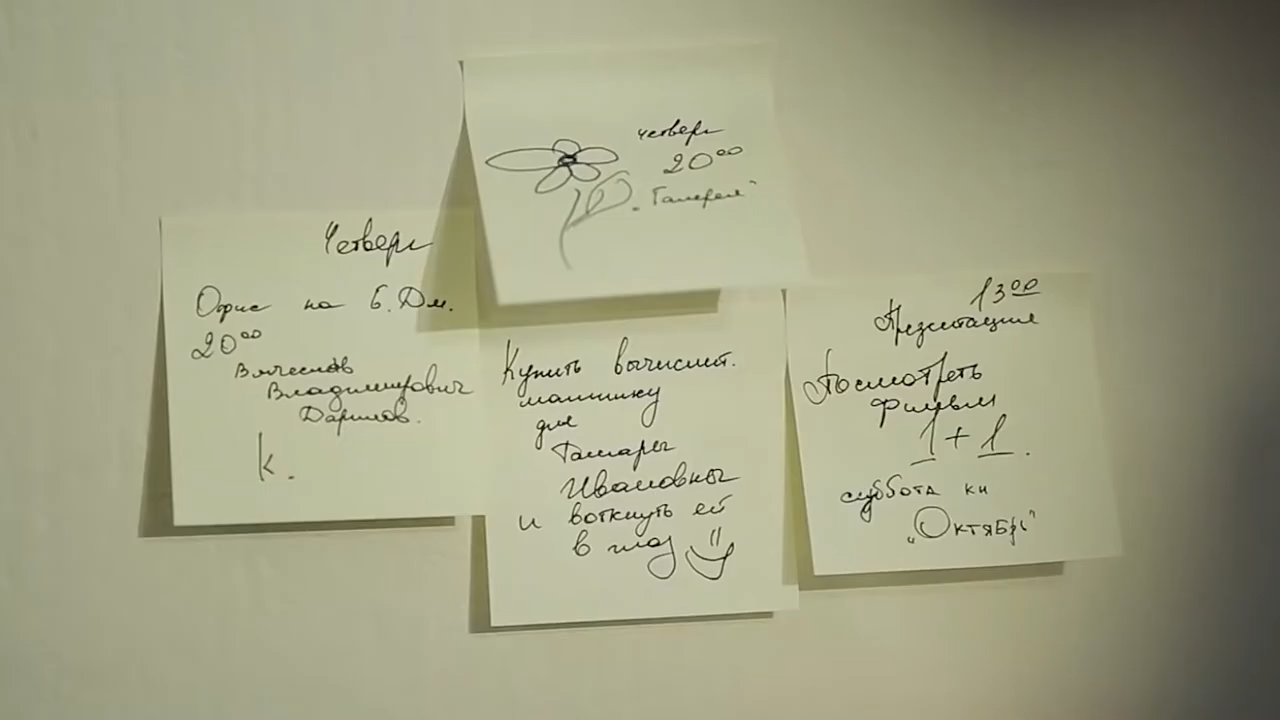 четверг
20⁰⁰
„Галерея"
Четверг
Офис на Б.Дм.
20⁰⁰
Вячеслав
Владимирович
Данилов.
К.
Купить вычислит.
машинку
для
Тамары
Ивановны
и воткнуть ей
в глаз
13⁰⁰
Презентация
Посмотреть
фильм
1+1.
суббота кн
„Октябрь"